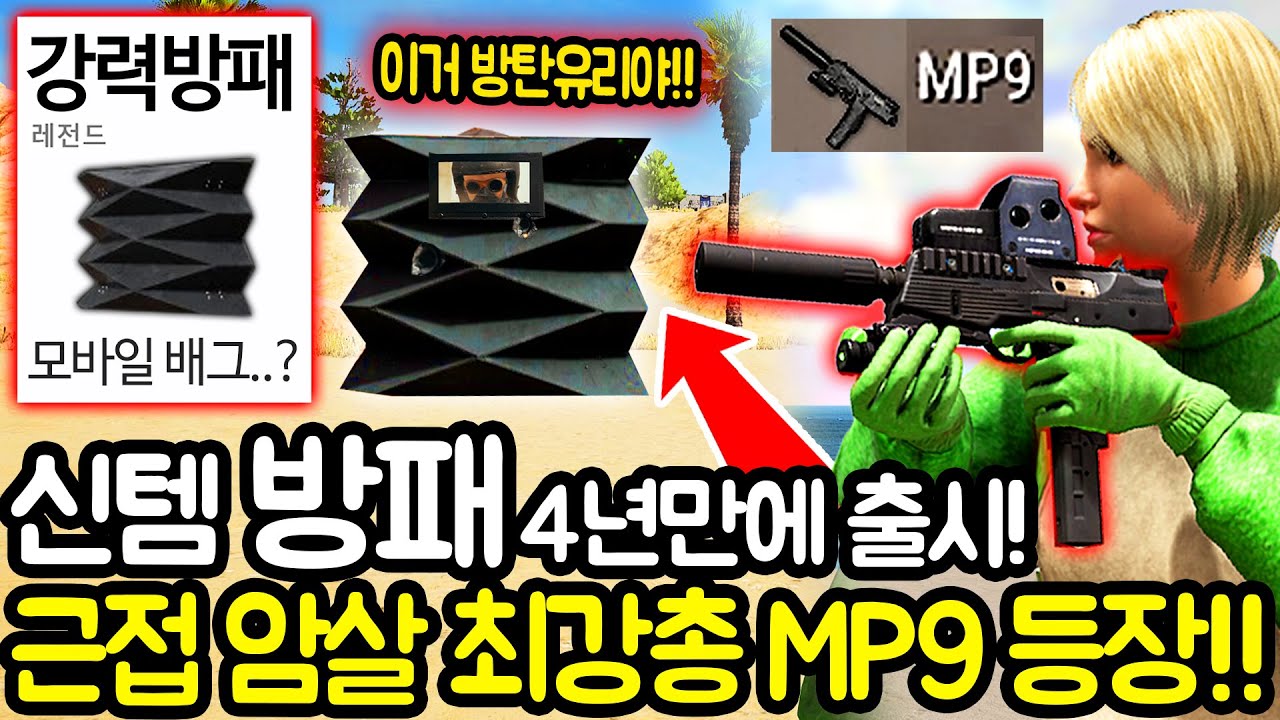 강력방패
레전드
모바일 배그..?
이거 방탄유리야!!
MP9
신템 방패 4년만에 출시!
근접 암살 최강총 MP9 등장!!